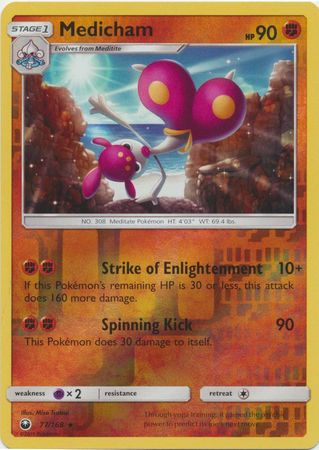 STAGE 1
Medicham
HP 90
Evolves from Meditite
NO. 308 Meditate Pokémon HT: 4'03" WT: 69.4 lbs.
Strike of Enlightenment 10+
If this Pokémon's remaining HP is 30 or less, this attack
does 160 more damage.
Spinning Kick 90
This Pokémon does 30 damage to itself.
weakness × 2 resistance retreat
Illus. Misa Tsutsui
77/168
Through yoga training, it gained the psychic
power to predict its foe's next move.